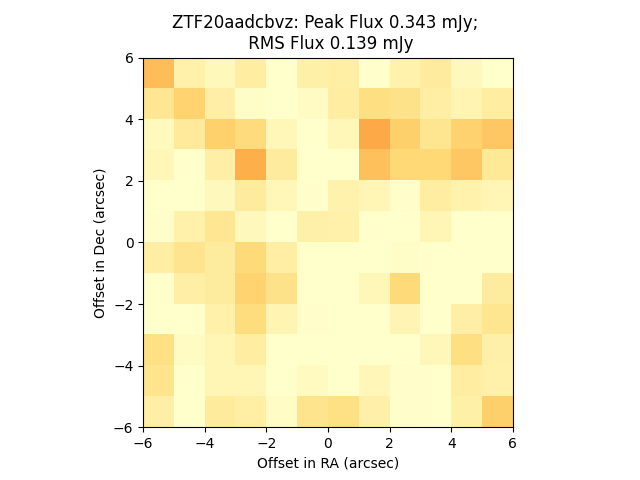 ZTF20aadcbvz: Peak Flux 0.343 mJy;
RMS Flux 0.139 mJy
6
4
2
0
−2
−4
−6
Offset in Dec (arcsec)
−6 −4 −2 0 2 4 6
Offset in RA (arcsec)